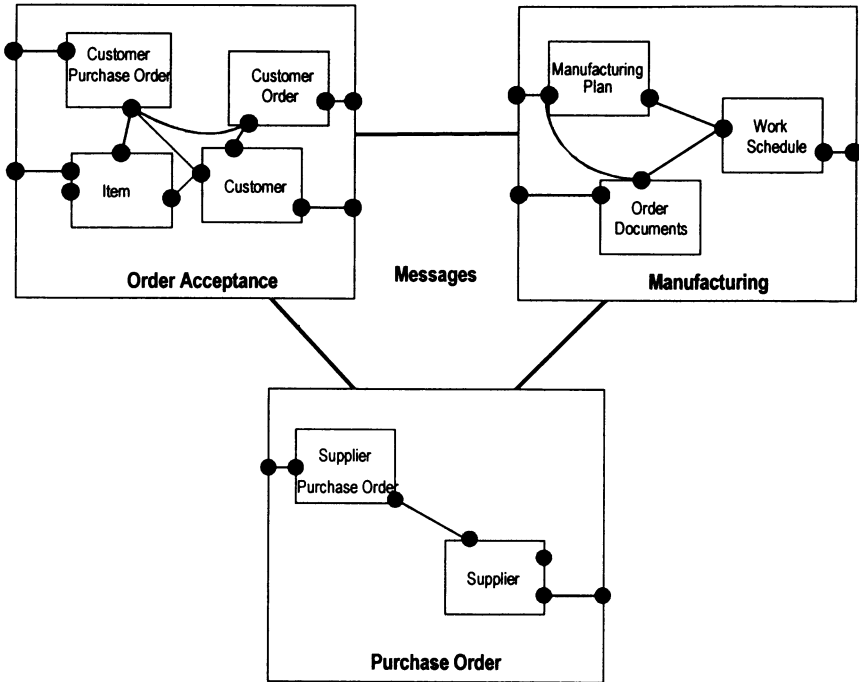 Customer
Purchase Order
Customer
Order
Item
Customer
Order Acceptance
Messages
Manufacturing
Plan
Work
Schedule
Order
Documents
Manufacturing
Supplier
Purchase Order
Supplier
Purchase Order